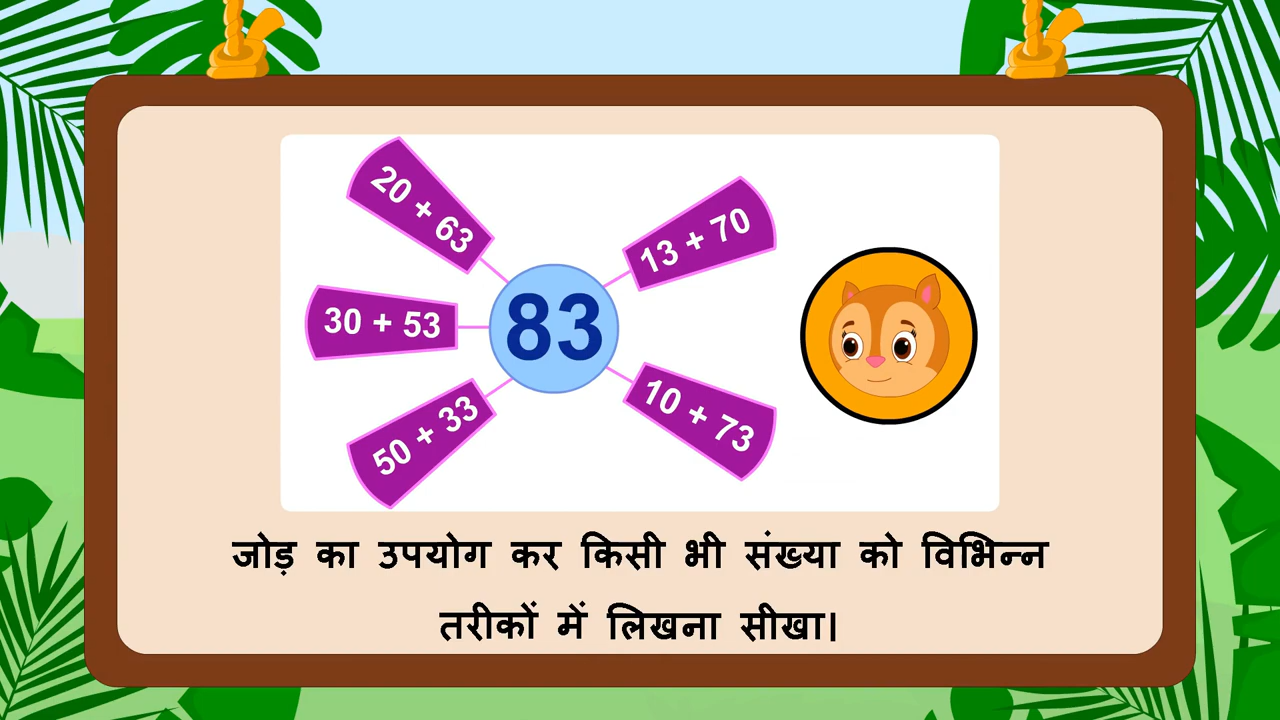 20 + 63
13 + 70
30 + 53
83
50 + 33
10 + 73
जोड़ का उपयोग कर किसी भी संख्या को विभिन्न
तरीकों में लिखना सीखा।